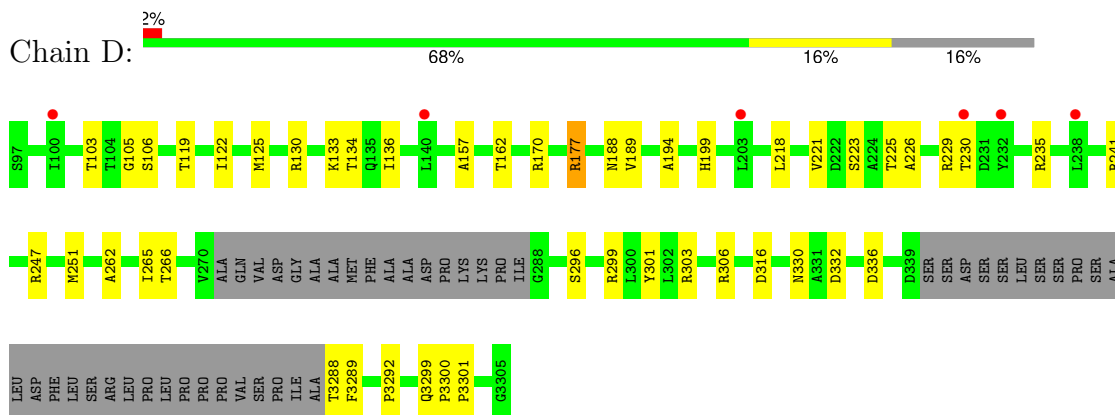 2%
Chain D:
68% 16% 16%
S97 I100 T103 T104 G105 S106 T119 I122 M125 R130 K133 T134 Q135 I136 L140 A157 T162 R170 R177 N188 V189 A194 H199 L203 L218 V221 D222 S223 A224 T225 A226 R229 T230 D231 Y232 R235 L238
R247 M251 A262 I265 T266 V270 ALA GLN VAL ASP GLY ALA ALA MET PHE ALA ALA ASP PRO LYS LYS PRO ILE G288 S296 R299 L300 Y301 L302 R303 R306 D316 N330 A331 D332 D336 D339 SER SER ASP SER SER LEU SER SER PRO SER ALA
LEU ASP PHE LEU SER ARG LEU PRO LEU PRO PRO PRO VAL SER PRO ILE ALA T3288 F3289 P3292 Q3299 P3300 P3301 G3305